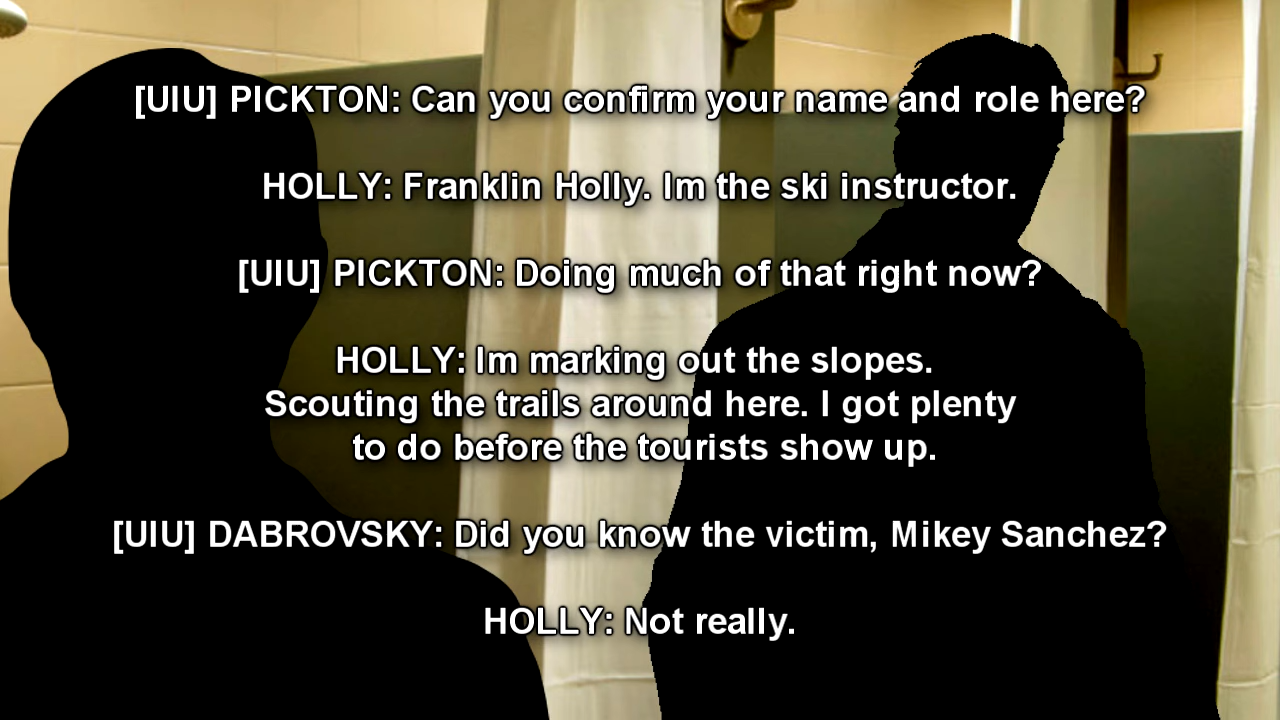 [UIU] PICKTON: Can you confirm your name and role here?
HOLLY: Franklin Holly. Im the ski instructor.
[UIU] PICKTON: Doing much of that right now?
HOLLY: Im marking out the slopes.
Scouting the trails around here. I got plenty
to do before the tourists show up.
[UIU] DABROVSKY: Did you know the victim, Mikey Sanchez?
HOLLY: Not really.